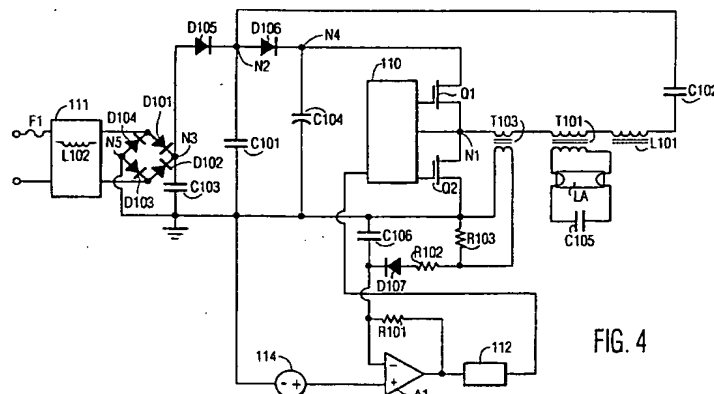 D105
D106
N4
N2
F1
111
D101
D104
N5
L102
N3
D102
D103
C103
C101
C104
110
Q1
N1
Q2
T103
T101
L101
C102
LA
C105
C106
R103
R102
D107
R101
114
- +
-
+
A1
112
FIG. 4